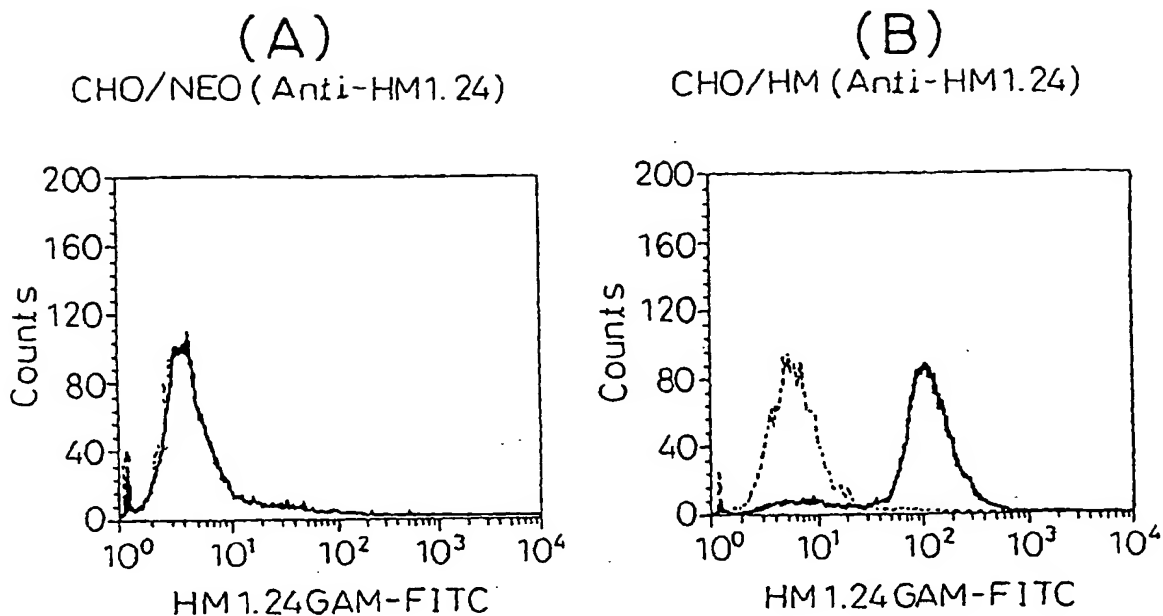 (A)
CHO/NEO (Anti-HM1.24)
200
160
120
80
40
0
Counts
10⁰ 10¹ 10² 10³ 10⁴
HM1.24GAM-FITC
(B)
CHO/HM (Anti-HM1.24)
200
160
120
80
40
0
Counts
10⁰ 10¹ 10² 10³ 10⁴
HM1.24GAM-FITC